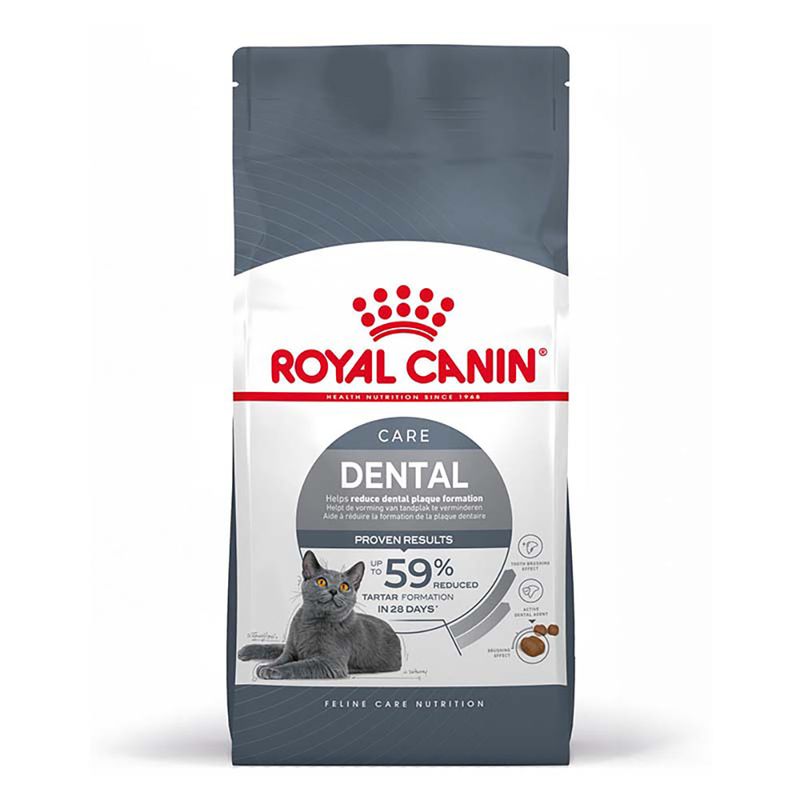 ROYAL CANIN®
HEALTH NUTRITION SINCE 1968
CARE
DENTAL
Helps reduce dental plaque formation
Helpt de vorming van tandplak te verminderen
Aide à réduire la formation de la plaque dentaire
PROVEN RESULTS
UP TO 59% REDUCED
TARTAR FORMATION
IN 28 DAYS*
TOOTH BRUSHING
EFFECT
ACTIVE
DENTAL AGENT
BRUSHING
EFFECT
FELINE CARE NUTRITION